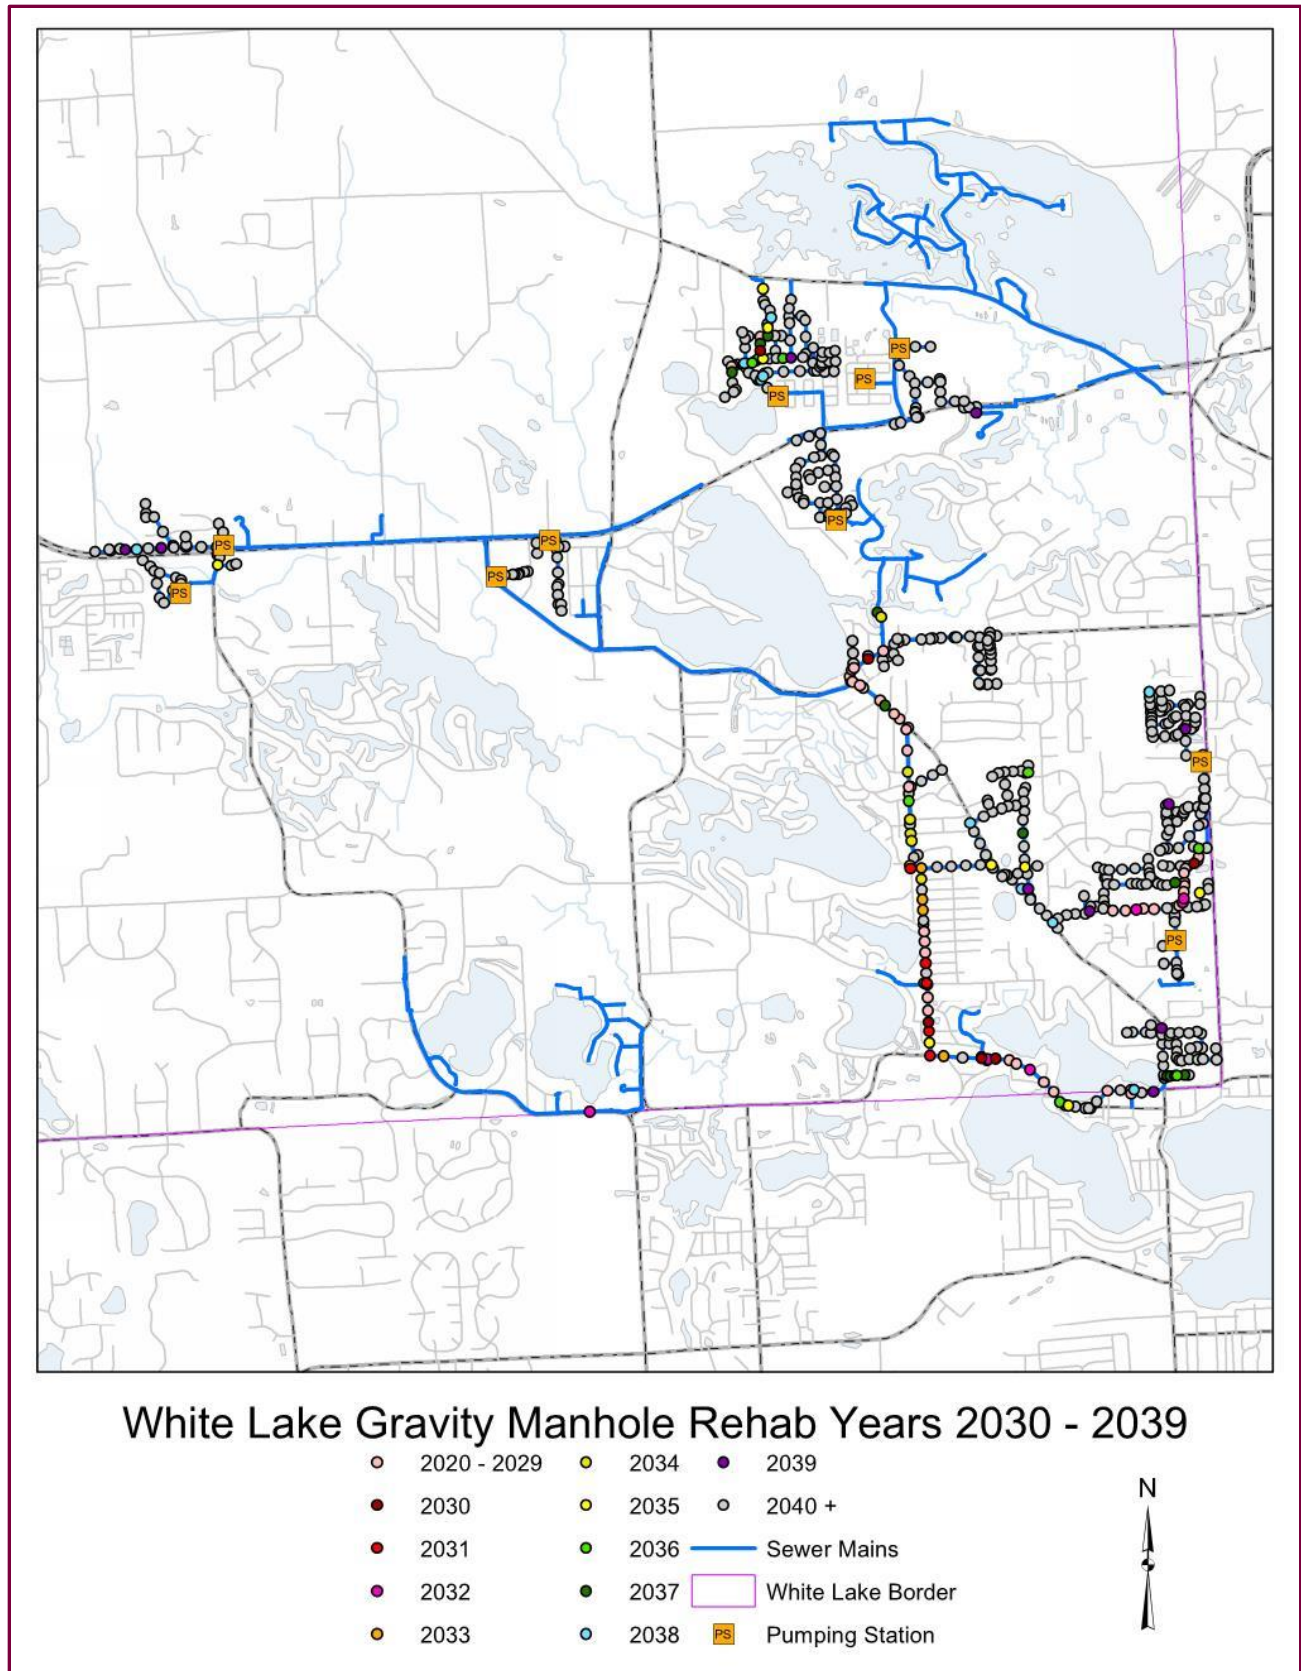 PS
PS
PS
PS
PS
PS
PS
PS
PS
PS
White Lake Gravity Manhole Rehab Years 2030 - 2039
2020 - 2029 2034 2039
2030 2035 2040 +
2031 2036 Sewer Mains
2032 2037 White Lake Border
2033 2038 PS Pumping Station
N